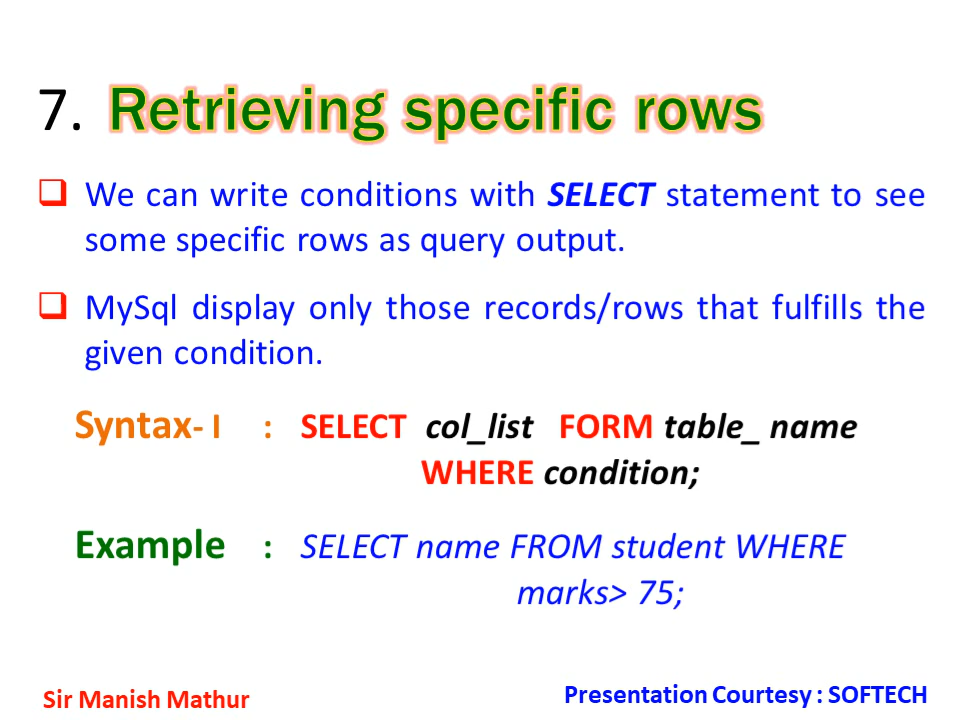 7. Retrieving specific rows
We can write conditions with SELECT statement to see
some specific rows as query output.
MySql display only those records/rows that fulfills the
given condition.
Syntax- I : SELECT col_list FORM table_ name
WHERE condition;
Example : SELECT name FROM student WHERE
marks> 75;
Sir Manish Mathur
Presentation Courtesy : SOFTECH